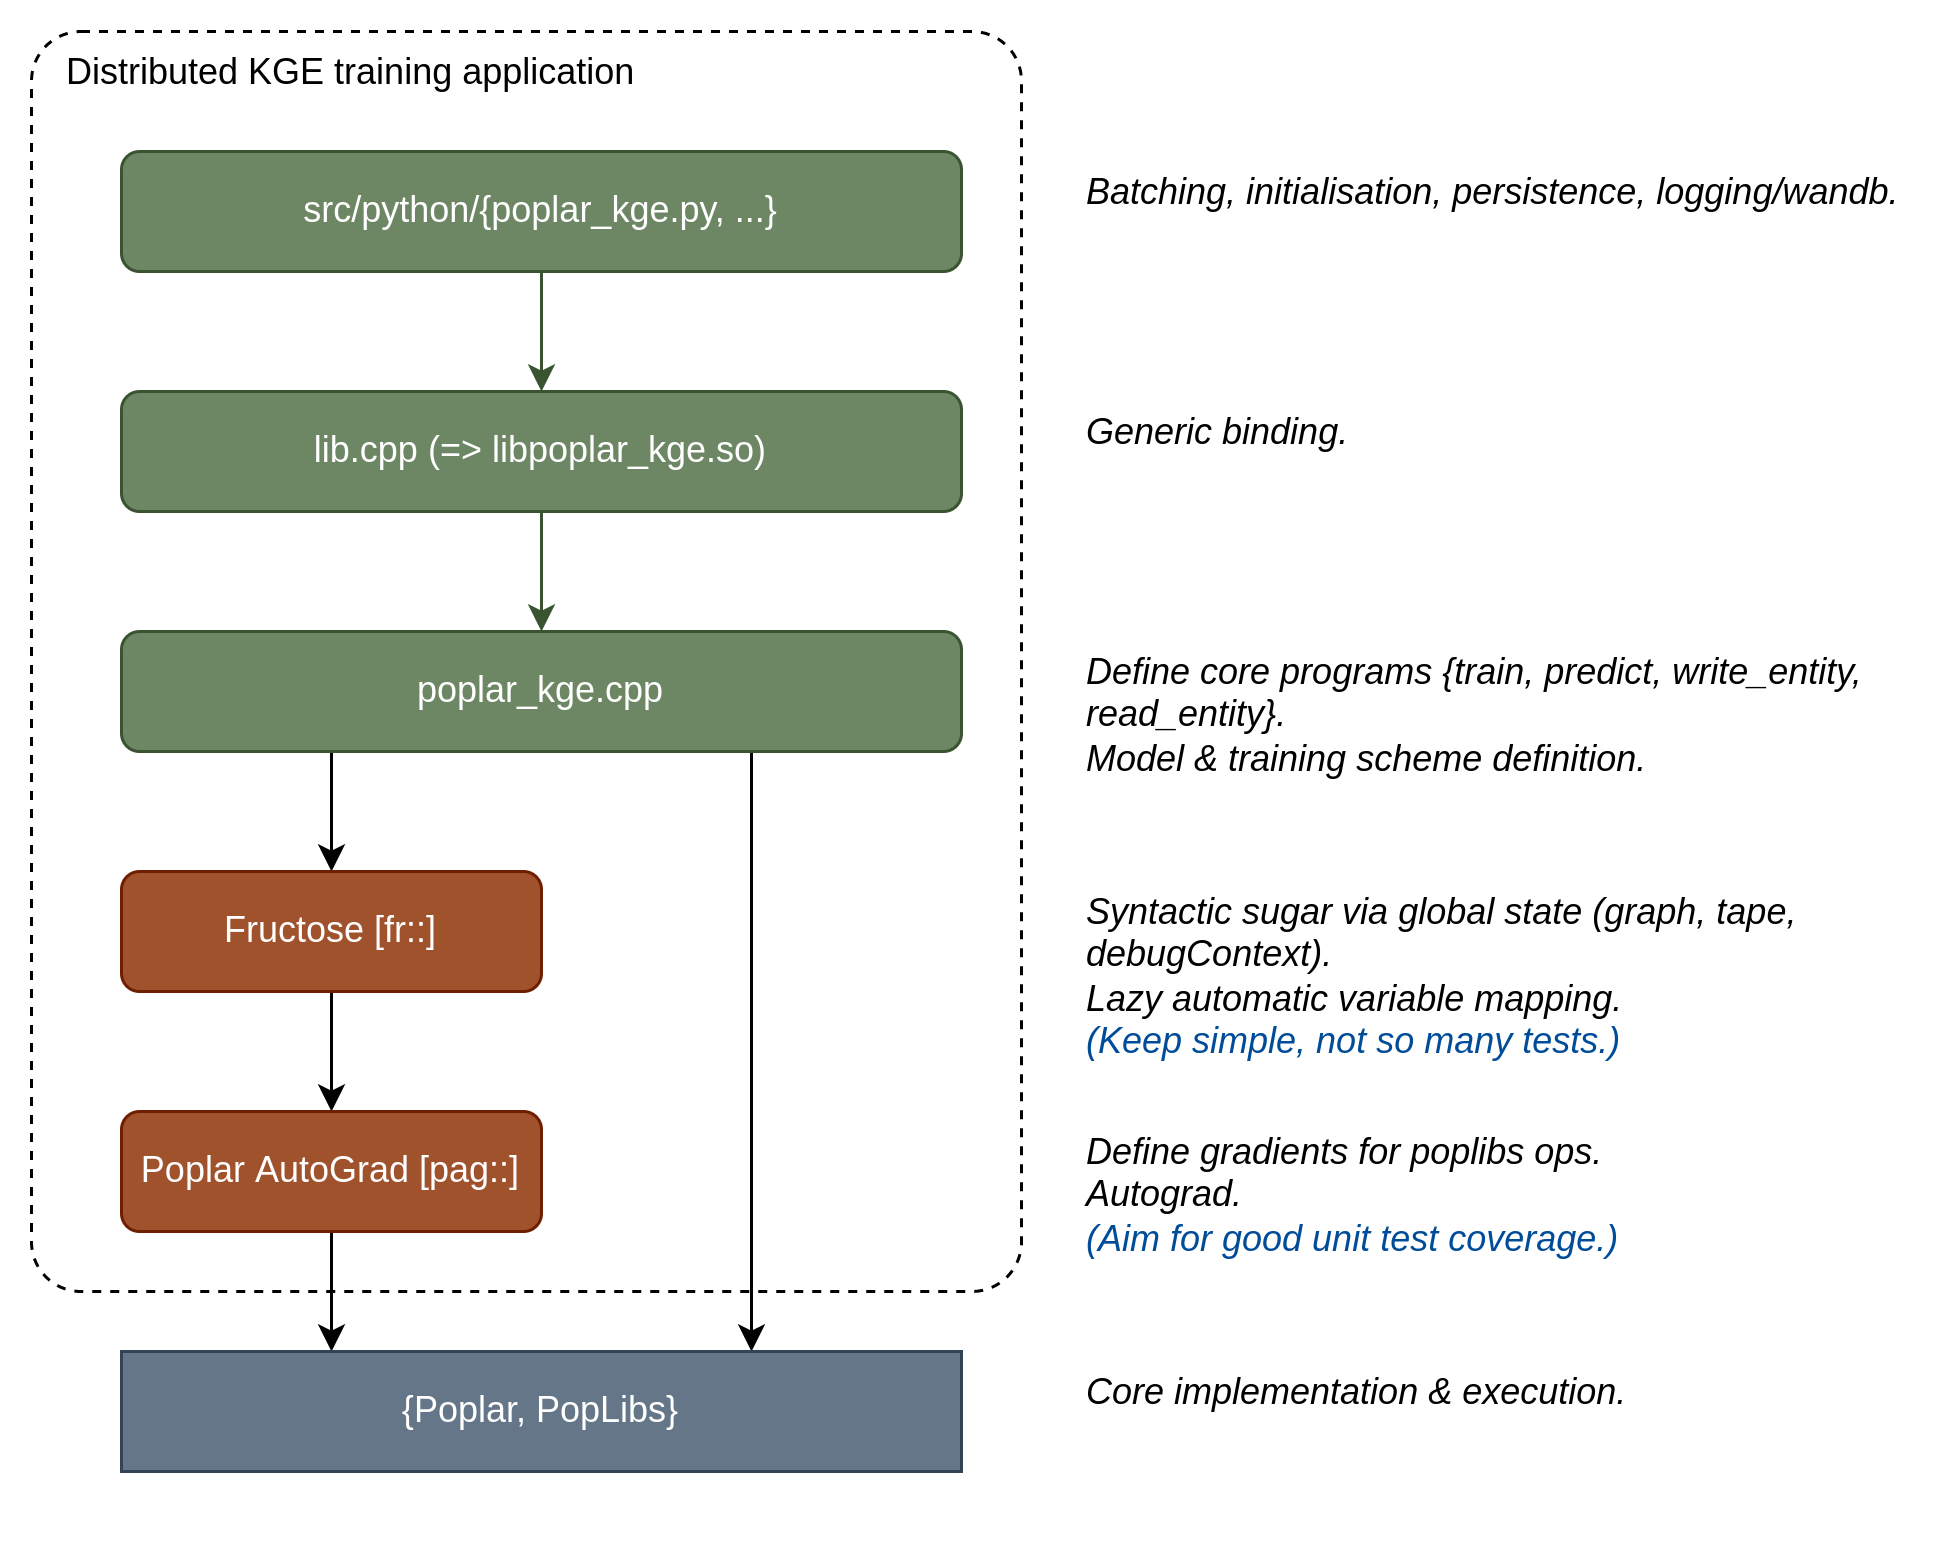 Distributed KGE training application
src/python/{poplar_kge.py, ...}
Batching, initialisation, persistence, logging/wandb.
lib.cpp (=> libpoplar_kge.so)
Generic binding.
poplar_kge.cpp
Define core programs {train, predict, write_entity,
read_entity}.
Model & training scheme definition.
Fructose [fr::]
Syntactic sugar via global state (graph, tape,
debugContext).
Lazy automatic variable mapping.
(Keep simple, not so many tests.)
Poplar AutoGrad [pag::]
Define gradients for poplibs ops.
Autograd.
(Aim for good unit test coverage.)
{Poplar, PopLibs}
Core implementation & execution.